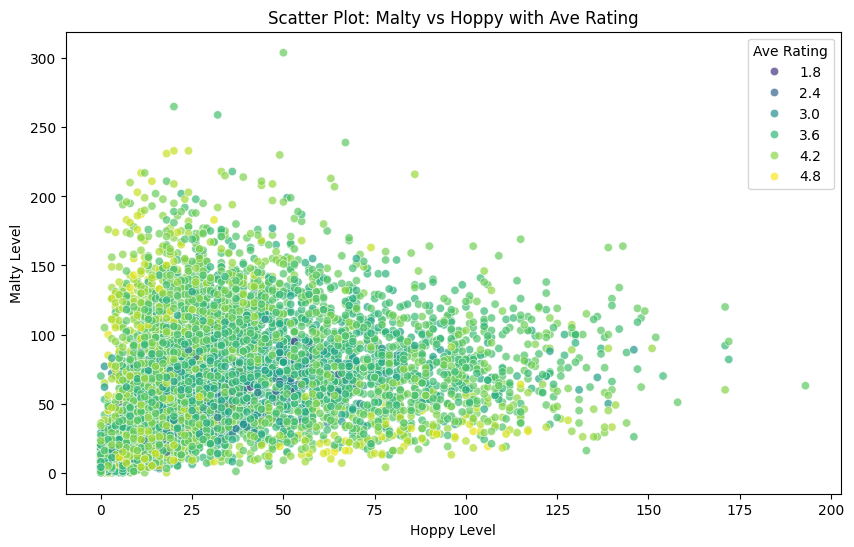 Scatter Plot: Malty vs Hoppy with Ave Rating
Ave Rating
1.8
2.4
3.0
3.6
4.2
4.8
Malty Level
300
250
200
150
100
50
0
0 25 50 75 100 125 150 175 200
Hoppy Level